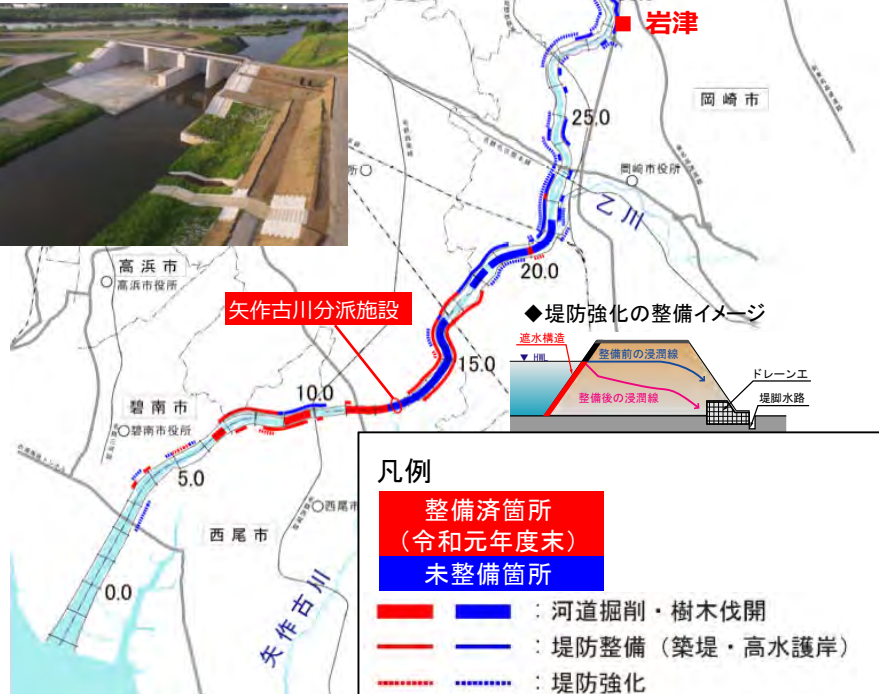 岩津
岡崎市
25.0
岡崎市役所
乙川
20.0
高浜市
高浜市役所
矢作古川分派施設
◆堤防強化の整備イメージ
遮水構造
HWL
整備前の浸潤線
整備後の浸潤線
ドレーン工
堤脚水路
15.0
10.0
碧南市
碧南市役所
5.0
西尾市
西尾市
0.0
矢作古川
凡例
整備済箇所
（令和元年度末）
未整備箇所
：河道掘削・樹木伐開
：堤防整備（築堤・高水護岸）
：堤防強化